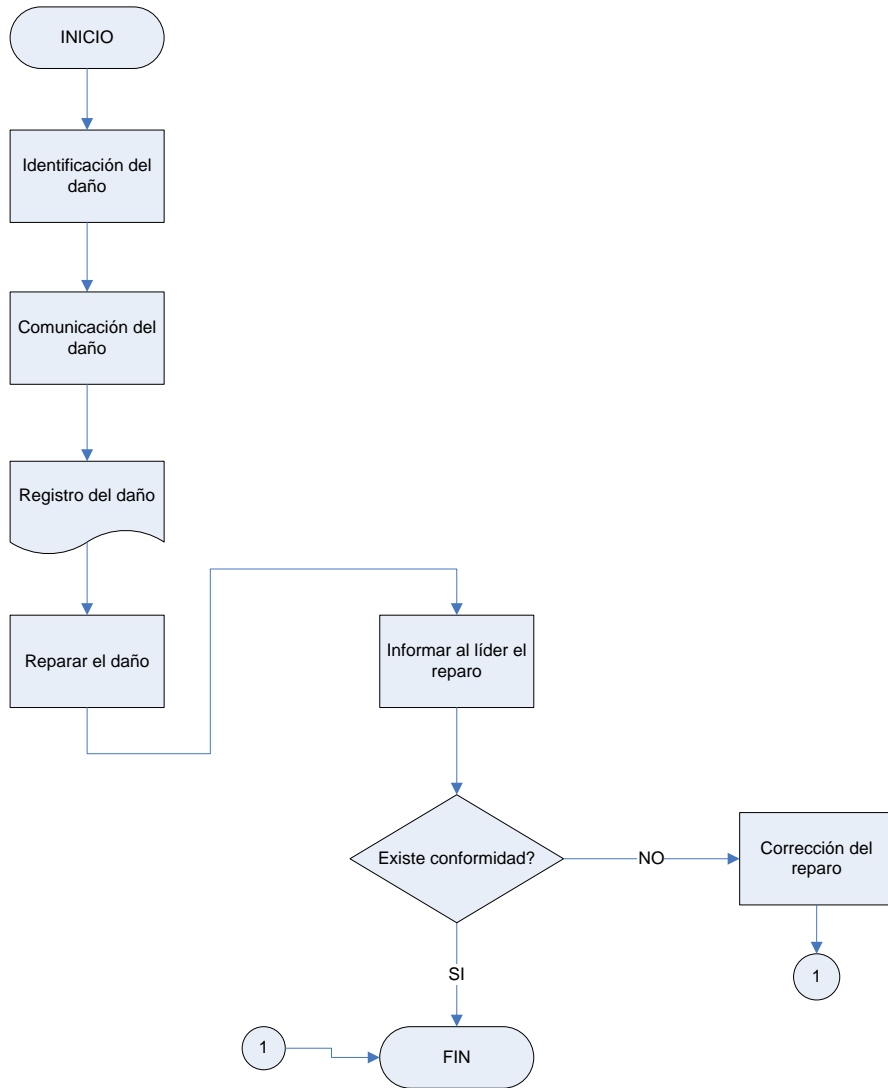 INICIO
Identificación del
daño
Comunicación del
daño
Registro del daño
Reparar el daño
Informar al líder el
reparo
Existe conformidad?
NO
Corrección del
reparo
1
SI
1
FIN